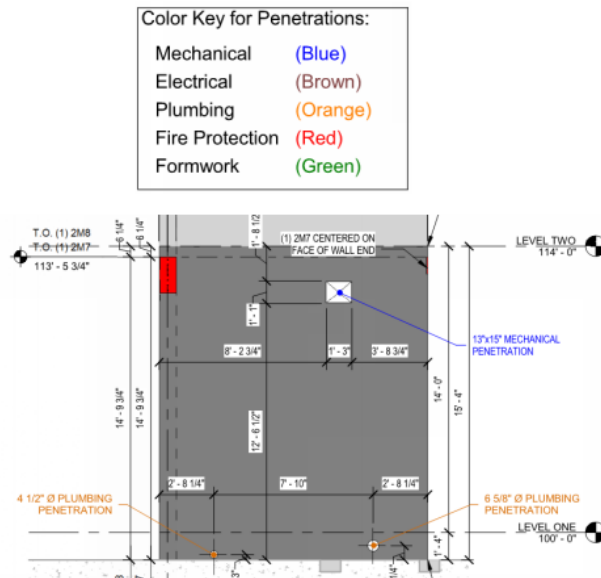 Color Key for Penetrations:
Mechanical (Blue)
Electrical (Brown)
Plumbing (Orange)
Fire Protection (Red)
Formwork (Green)
T.O. (1) 2M8
T.O. (1) 2M7
113' - 5 3/4"
6 1/4"
6 1/4"
1' - 8 1/2"
(1) 2M7 CENTERED ON
FACE OF WALL END
LEVEL TWO
114' - 0"
1' - 1"
13"x15" MECHANICAL
PENETRATION
8' - 2 3/4"
1' - 3"
3' - 8 3/4"
14' - 9 3/4"
14' - 9 3/4"
12' - 6 1/2"
14' - 0"
15' - 4"
2' - 8 1/4"
7' - 10"
2' - 8 1/4"
4 1/2" Ø PLUMBING
PENETRATION
6 5/8" Ø PLUMBING
PENETRATION
LEVEL ONE
100' - 0"
1' - 4"
3"